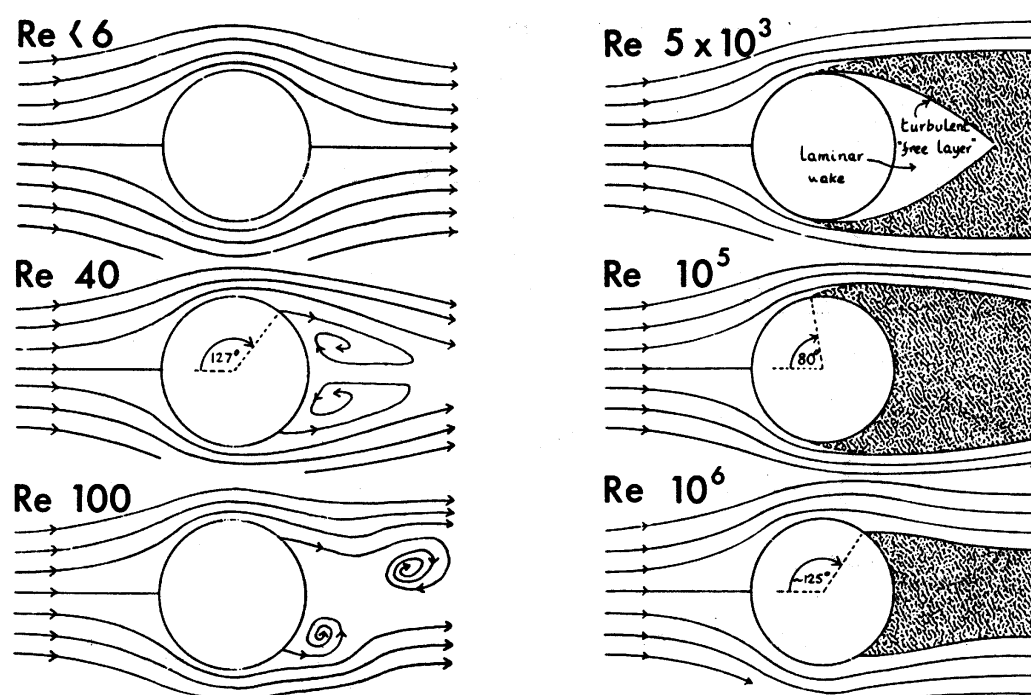 Re < 6
Re 40
127°
Re 100
Re 5 x 10³
turbulent
"free layer"
laminar
wake
Re 10⁵
80°
Re 10⁶
~125°